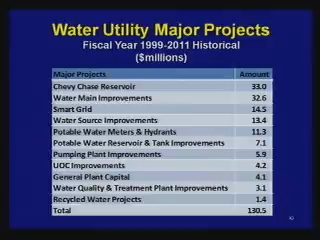 Water Utility Major Projects
Fiscal Year 1999-2011 Historical
($millions)
Major Projects Amount
Chevy Chase Reservoir 33.0
Water Main Improvements 32.6
Smart Grid 14.5
Water Source Improvements 13.4
Potable Water Meters & Hydrants 11.3
Potable Water Reservoir & Tank Improvements 7.1
Pumping Plant Improvements 5.9
UOC Improvements 4.2
General Plant Capital 4.1
Water Quality & Treatment Plant Improvements 3.1
Recycled Water Projects 1.4
Total 130.5